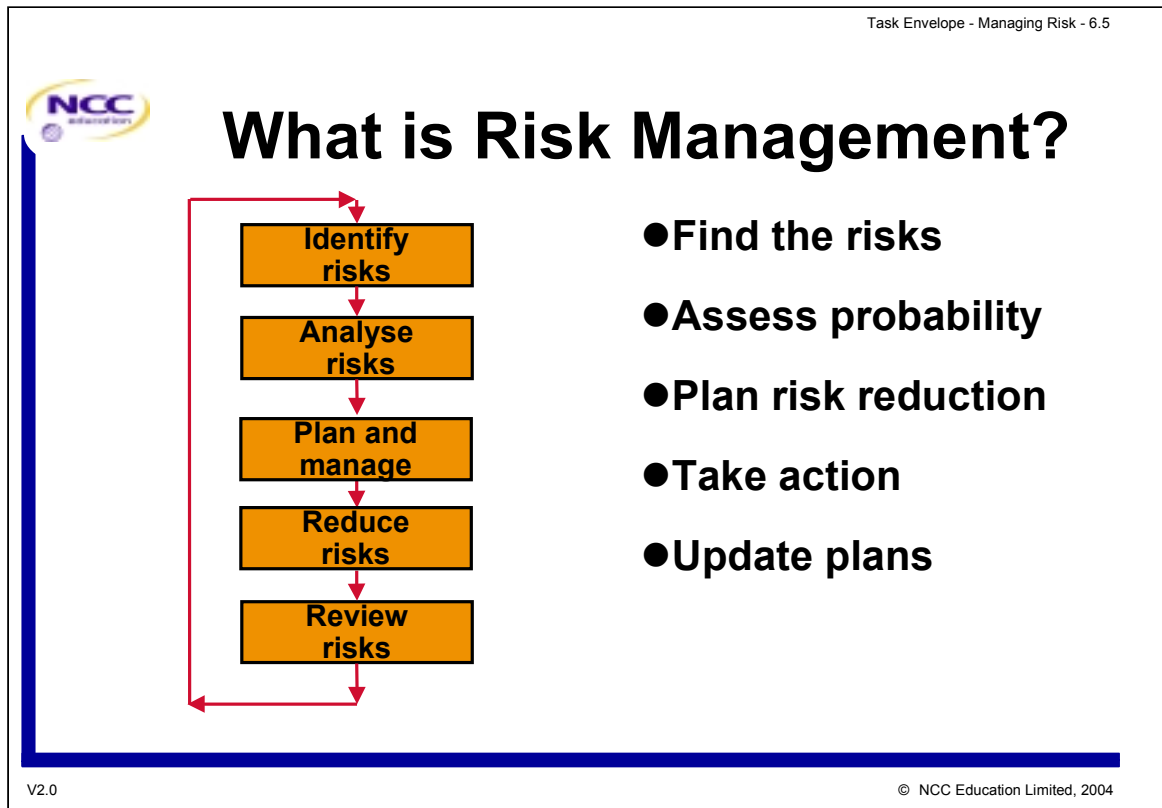 Task Envelope - Managing Risk - 6.5
NCC
education
What is Risk Management?
Identify
risks
Analyse
risks
Plan and
manage
Reduce
risks
Review
risks
●Find the risks
●Assess probability
●Plan risk reduction
●Take action
●Update plans
V2.0
© NCC Education Limited, 2004